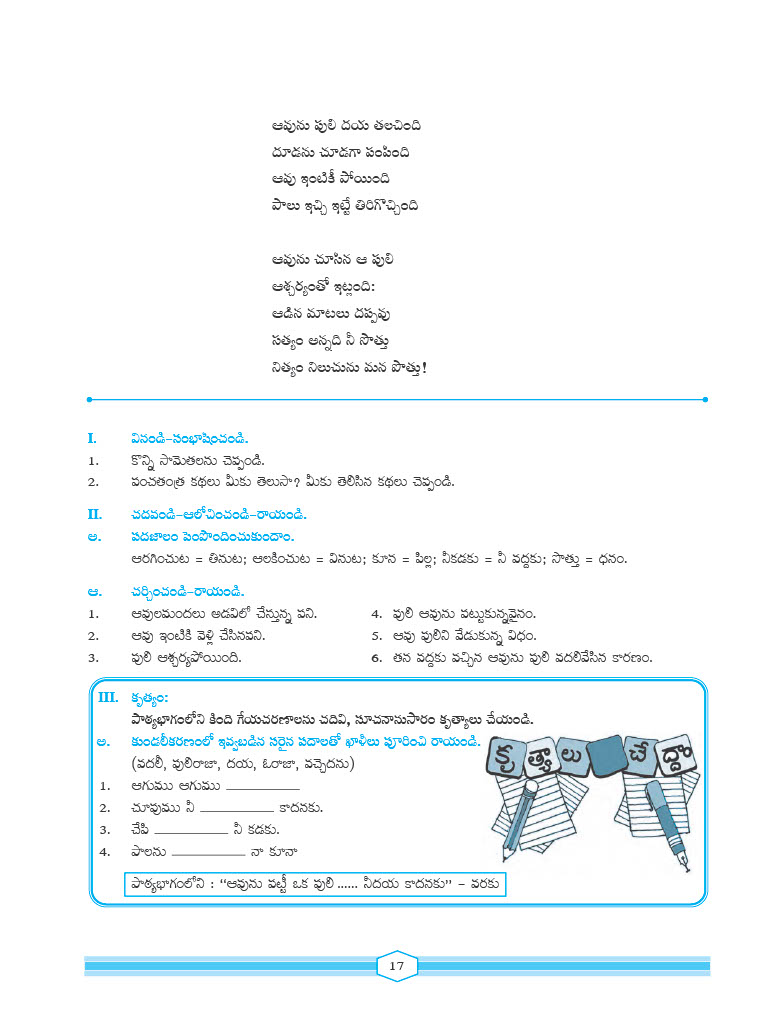 ఆవును పులి దయ తలచింది
దూడను చూడగా పంపింది
ఆవు ఇంటికీ పోయింది
పాలు ఇచ్చి ఇట్టే తిరిగొచ్చింది
ఆవును చూసిన ఆ పులి
ఆశ్చర్యంతో ఇట్లంది:
ఆడిన మాటలు దప్పవు
సత్యం అన్నది నీ సొత్తు
నిత్యం నిలుచును మన పొత్తు!
I. వినండి–సంభాషించండి.
1. కొన్ని సామెతలను చెప్పండి.
2. పంచతంత్ర కథలు మీకు తెలుసా? మీకు తెలిసిన కథలు చెప్పండి.
II. చదవండి–ఆలోచించండి–రాయండి.
అ. పదజాలం పెంపొందించుకుందాం.
ఆరగించుట = తినుట; ఆలకించుట = వినుట; కూన = పిల్ల; నీకడకు = నీ వద్దకు; సొత్తు = ధనం.
ఆ. చర్చించండి–రాయండి.
1. ఆవులమందలు అడవిలో చేస్తున్న పని.
2. ఆవు ఇంటికి వెళ్లి చేసినపని.
3. పులి ఆశ్చర్యపోయింది.
4. పులి ఆవును పట్టుకున్నవైనం.
5. ఆవు పులిని వేడుకున్న విధం.
6. తన వద్దకు వచ్చిన ఆవును పులి వదలివేసిన కారణం.
III. కృత్యం:
పాఠ్యభాగంలోని కింది గేయచరణాలను చదివి, సూచనానుసారం కృత్యాలు చేయండి.
అ. కుండలీకరణంలో ఇవ్వబడిన సరైన పదాలతో ఖాళీలు పూరించి రాయండి.
(వదలీ, పులిరాజా, దయ, ఓరాజా, వచ్చెదను)
కృత్యాలు చేద్దాం
1. ఆగుము ఆగుము ____________
2. చూపుము నీ ____________ కాదనకు.
3. చేపి ____________ నీ కడకు.
4. పాలను ____________ నా కూనా
పాఠ్యభాగంలోని : “ఆవును పట్టీ ఒక పులి ...... నీదయ కాదనకు” – వరకు
17